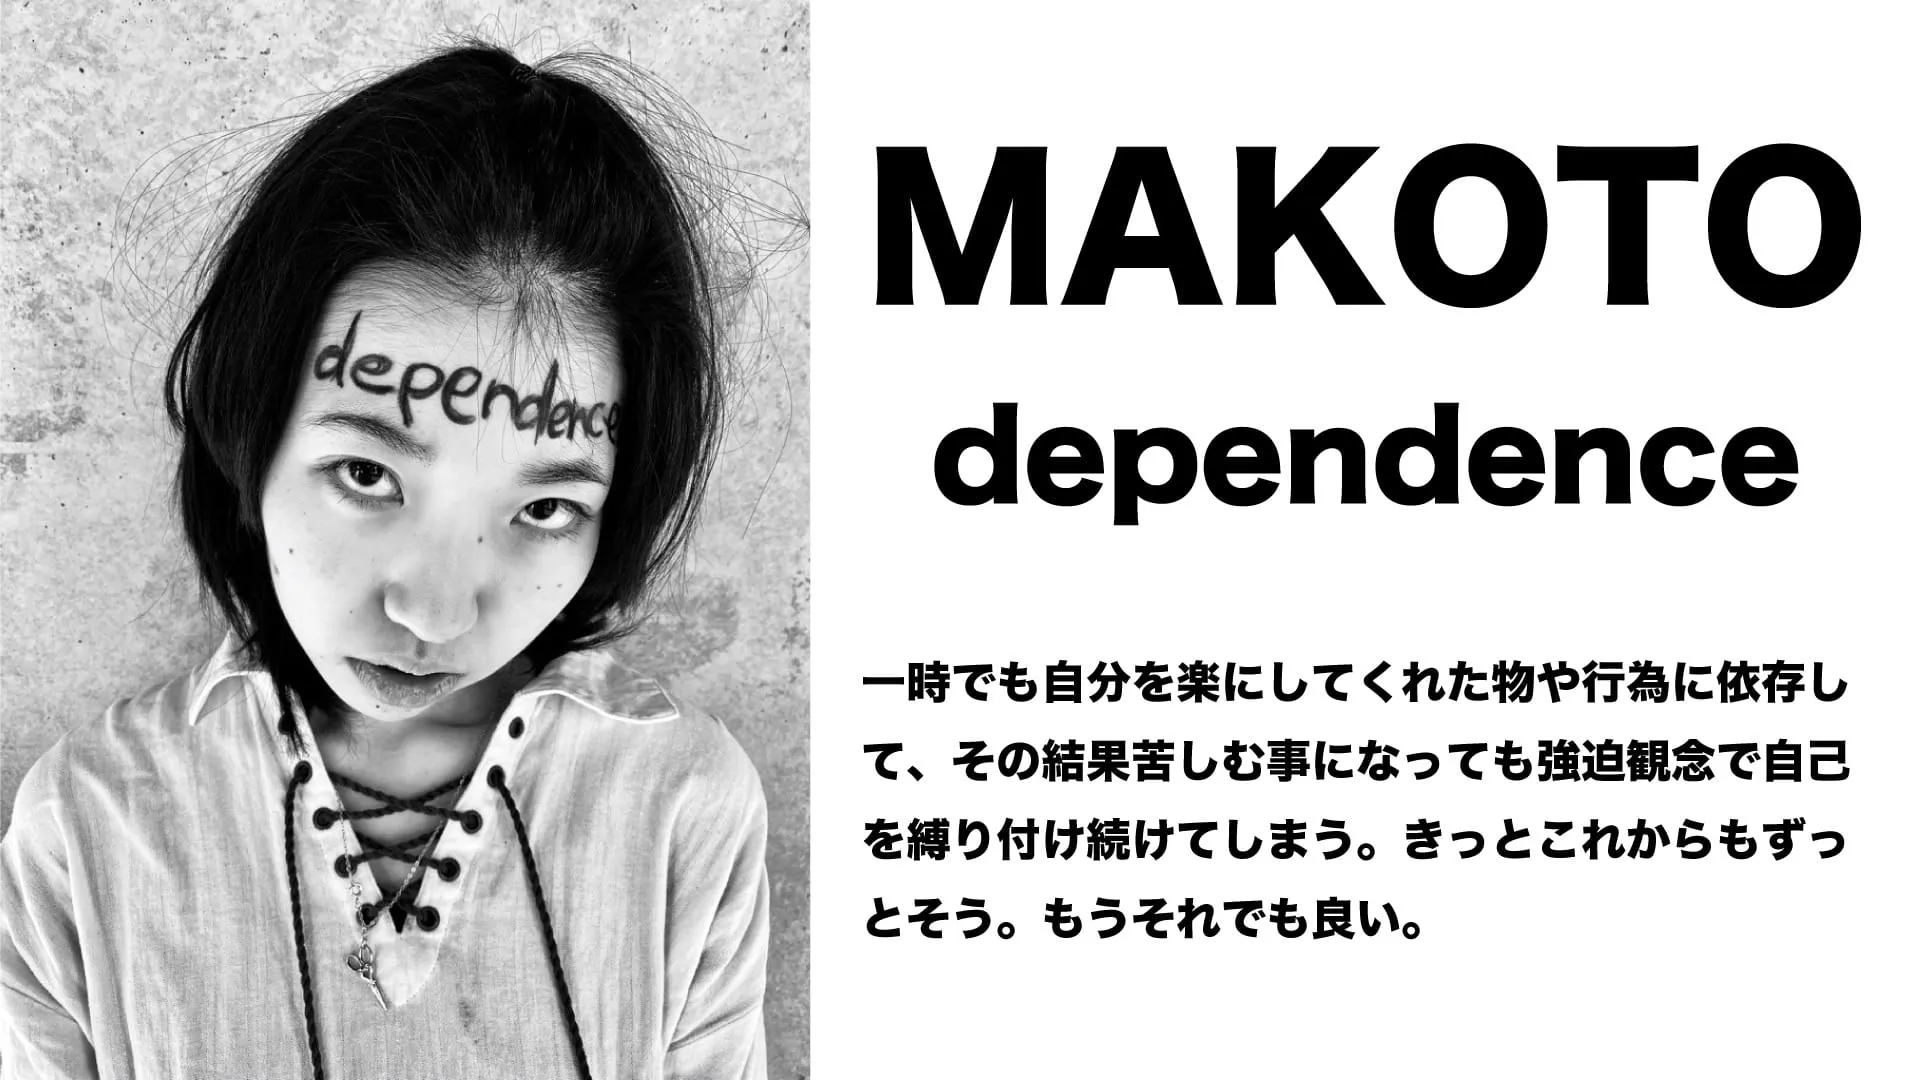 dependence
MAKOTO
dependence
一時でも自分を楽にしてくれた物や行為に依存し
て、その結果苦しむ事になっても強迫観念で自己
を縛り付け続けてしまう。きっとこれからもずっ
とそう。もうそれでも良い。